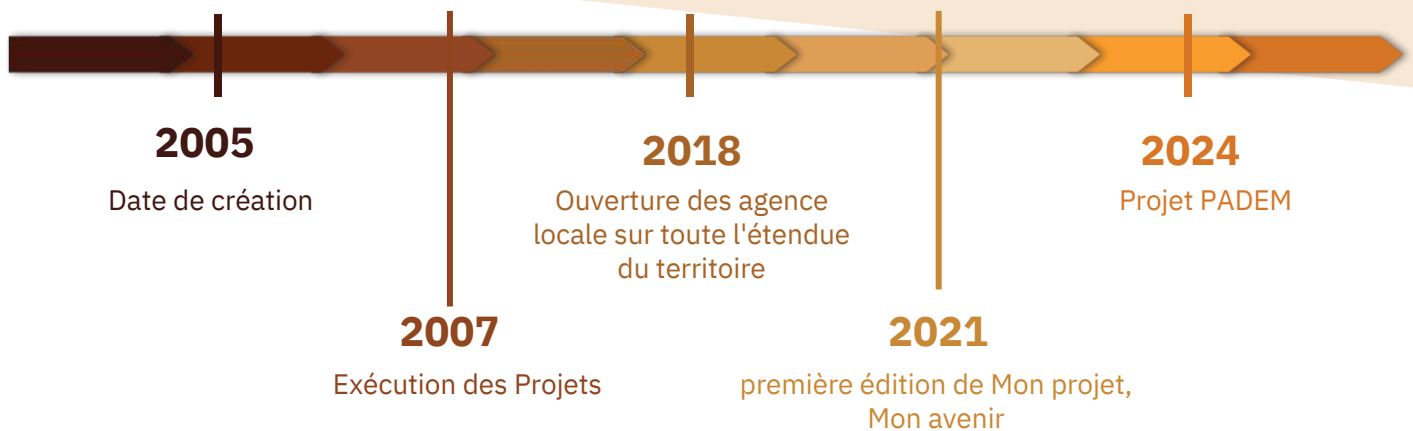 2005
Date de création
2007
Exécution des Projets
2018
Ouverture des agence
locale sur toute l'étendue
du territoire
2021
première édition de Mon projet,
Mon avenir
2024
Projet PADEM